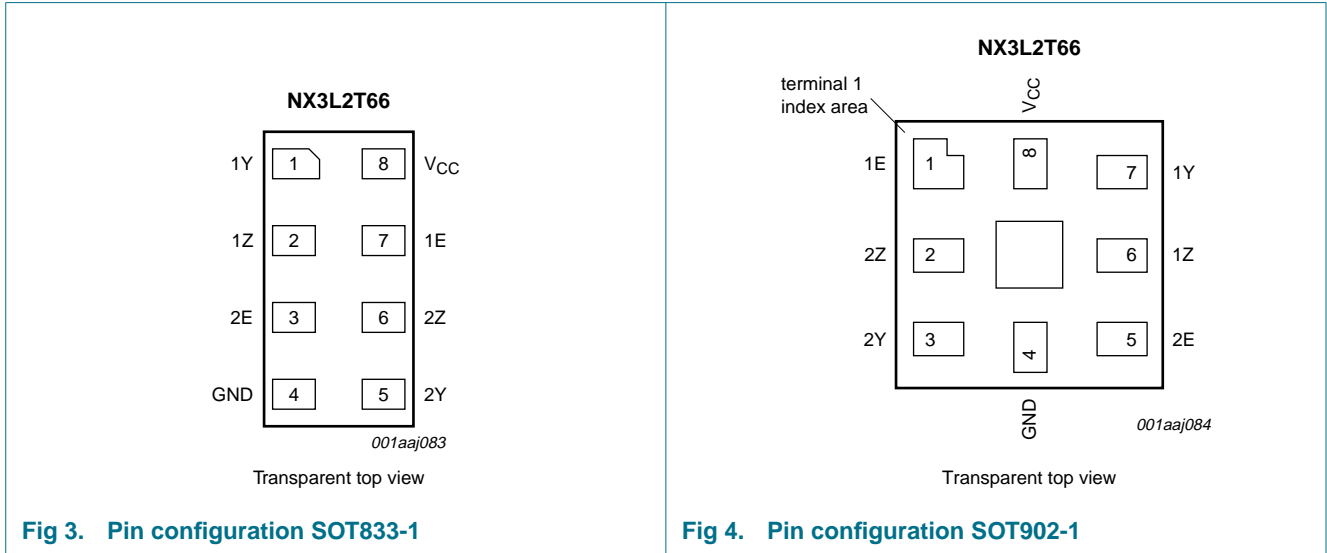 NX3L2T66
1Y 1 8 VCC
1Z 2 7 1E
2E 3 6 2Z
GND 4 5 2Y
001aaj083
Transparent top view
Fig 3. Pin configuration SOT833-1
NX3L2T66
terminal 1
index area
VCC
1E 1 8 7 1Y
2Z 2 6 1Z
2Y 3 4 5 2E
GND
001aaj084
Transparent top view
Fig 4. Pin configuration SOT902-1